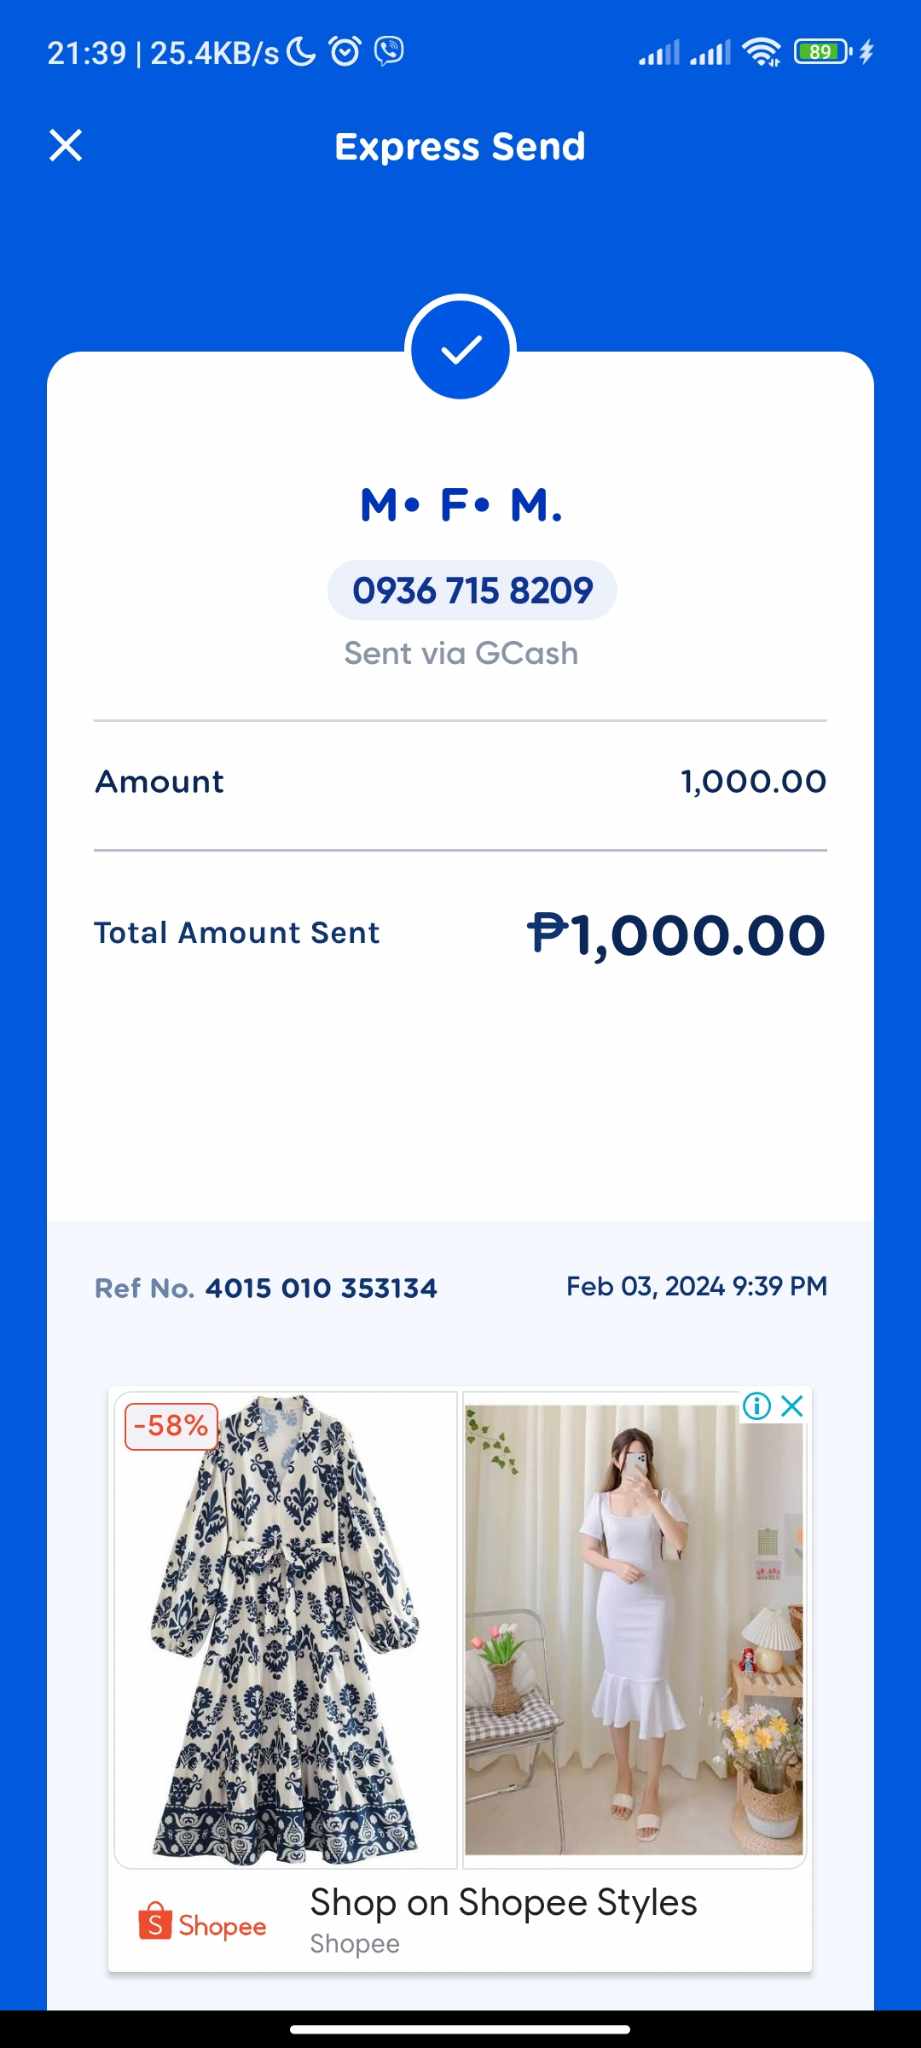 21:39 | 25.4KB/s 89
Express Send
M• F• M.
0936 715 8209
Sent via GCash
Amount 1,000.00
Total Amount Sent ₱1,000.00
Ref No. 4015 010 353134 Feb 03, 2024 9:39 PM
-58%
Shop on Shopee Styles
Shopee
Shopee